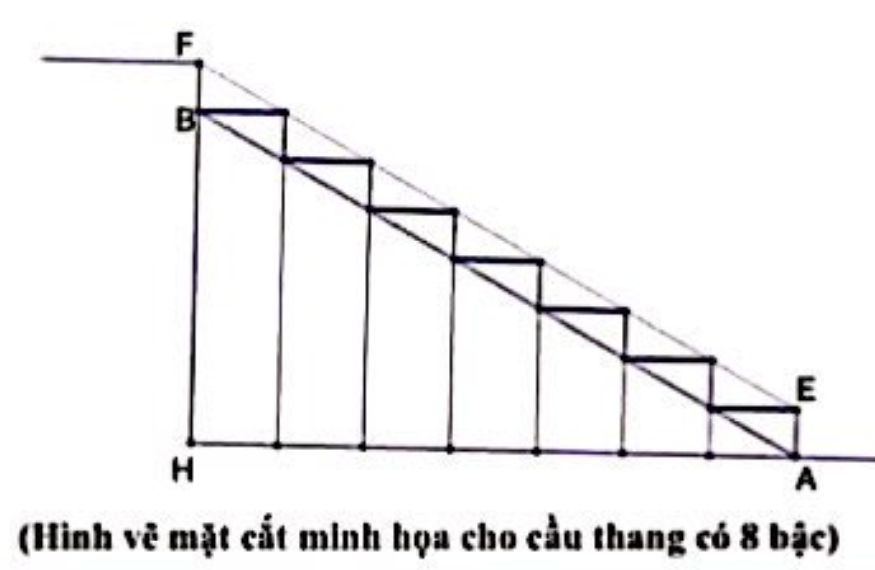 F
B
E
H
A
(Hình vẽ mặt cắt minh họa cho cầu thang có 8 bậc)